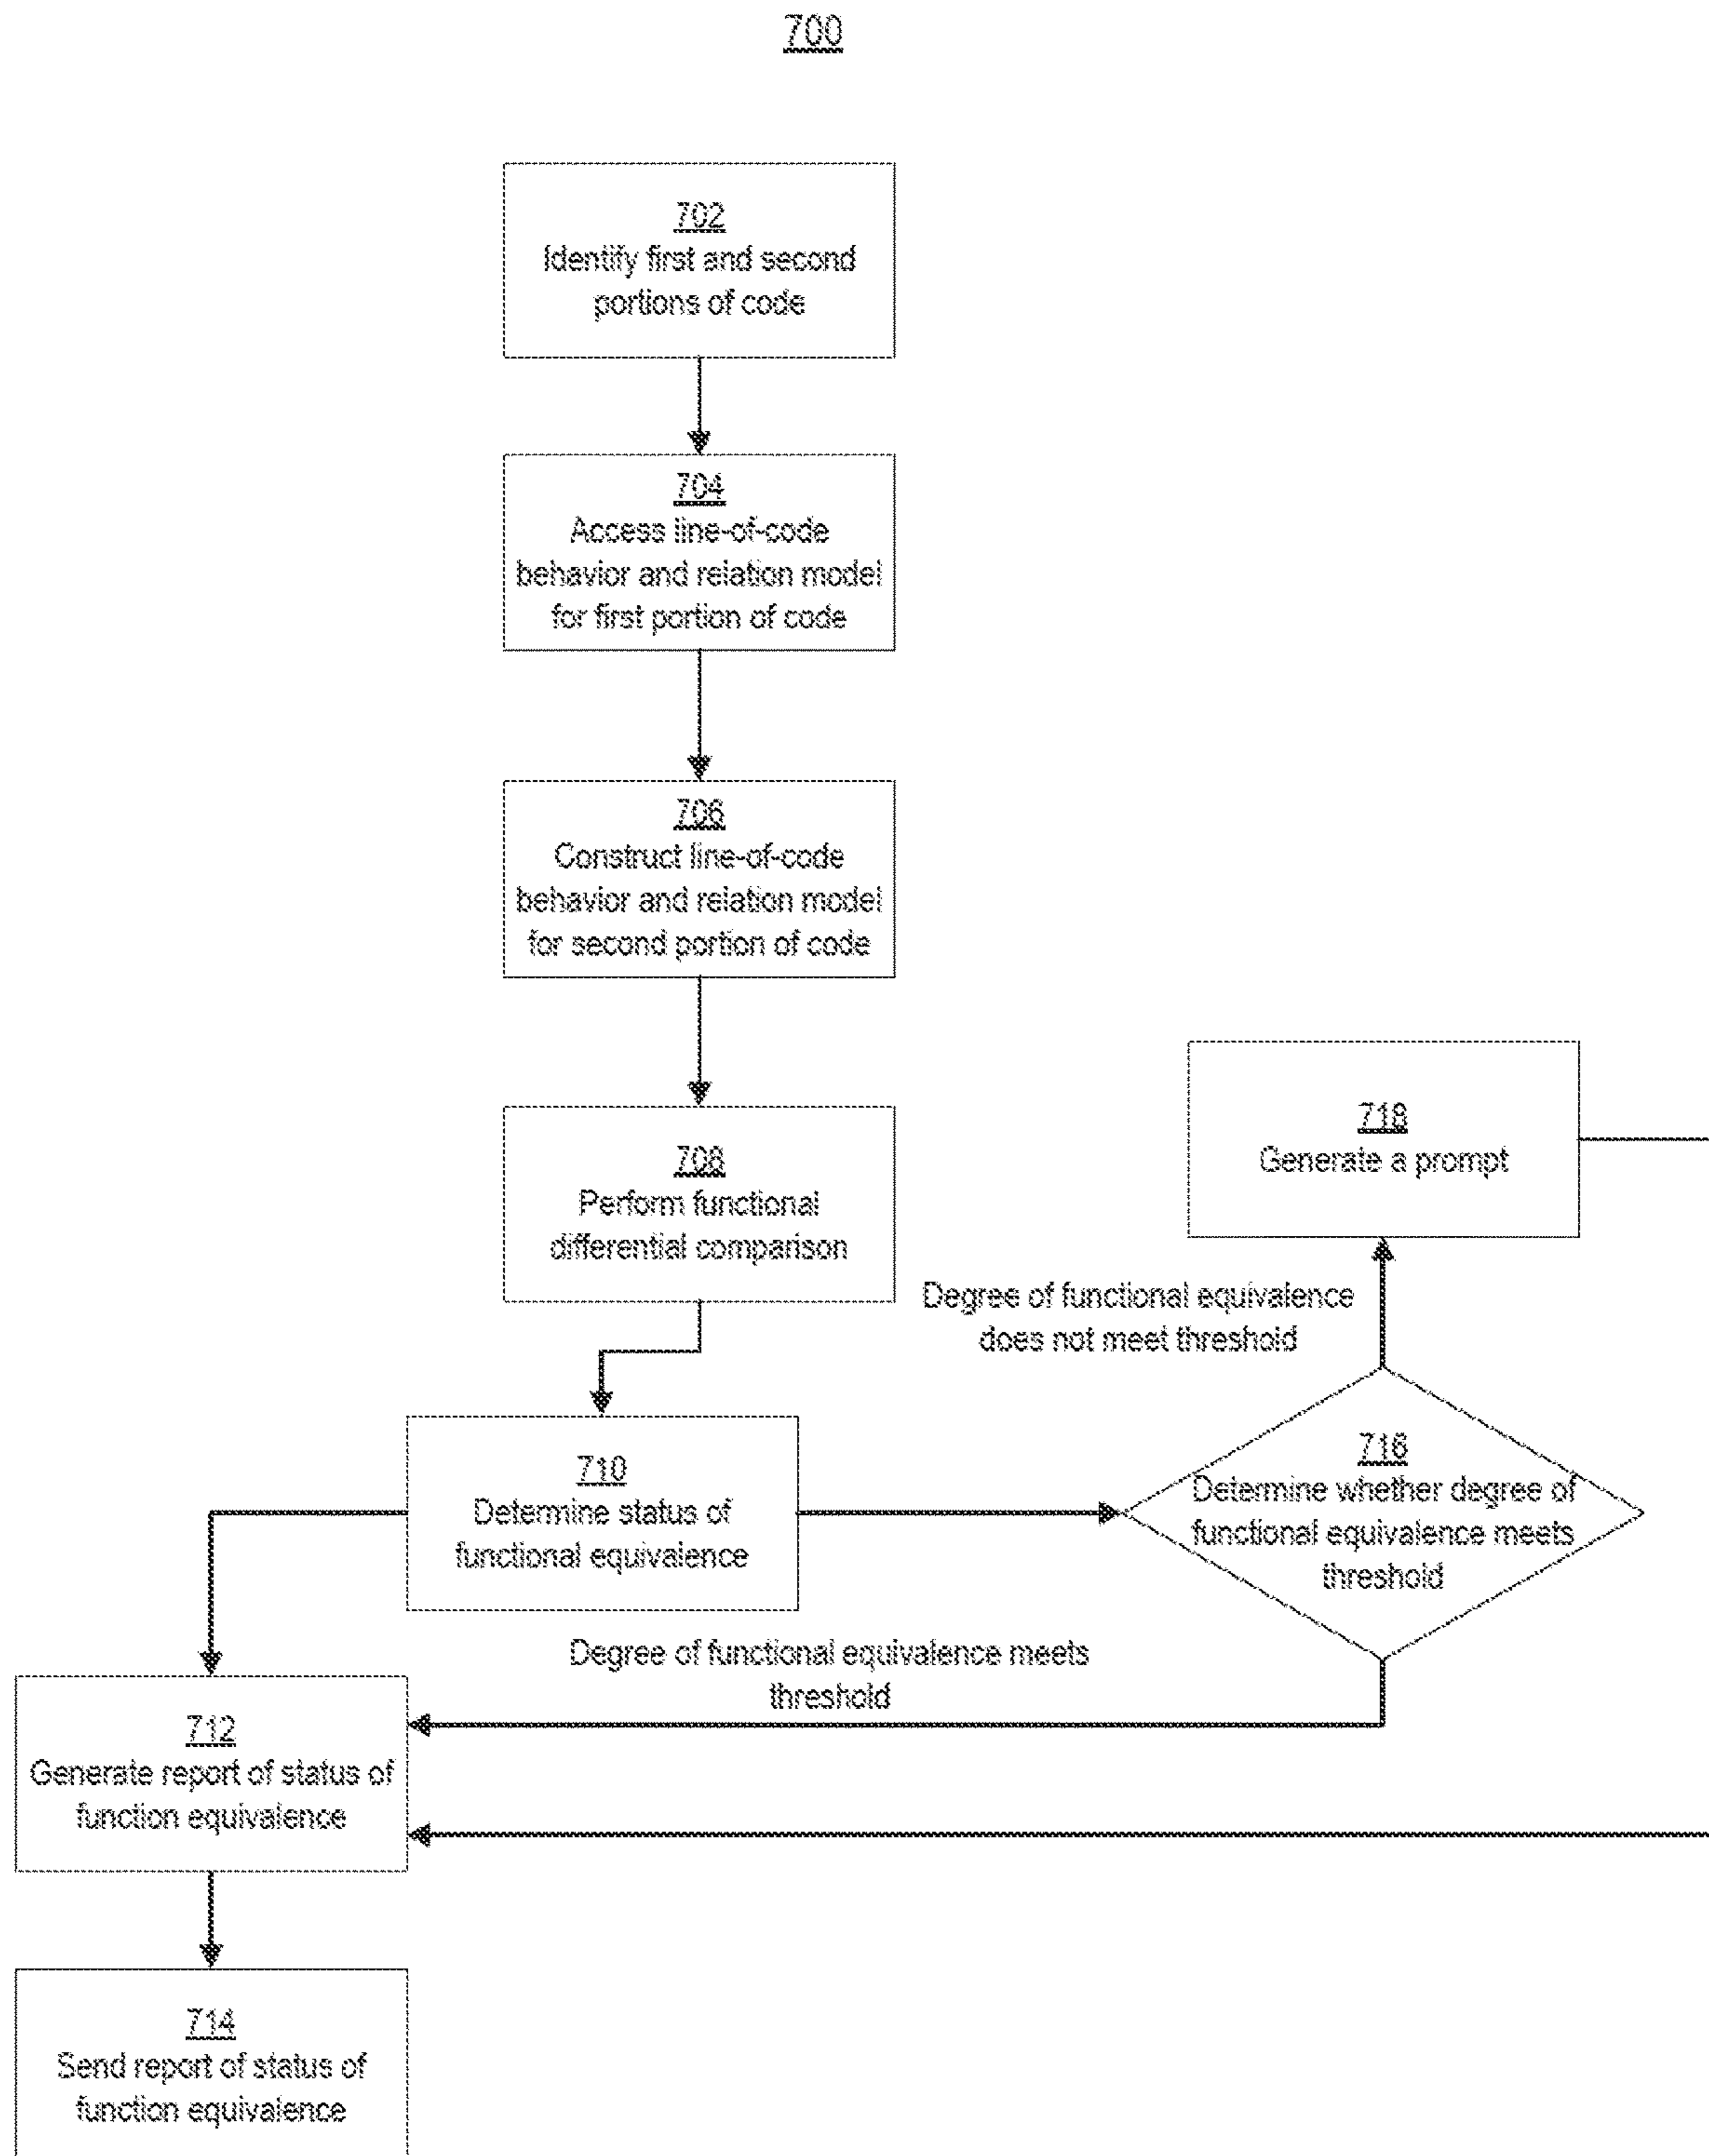 700
702
Identify first and second
portions of code
704
Access line-of-code
behavior and relation model
for first portion of code
706
Construct line-of-code
behavior and relation model
for second portion of code
708
Perform functional
differential comparison
718
Generate a prompt
Degree of functional equivalence
does not meet threshold
710
Determine status of
functional equivalence
716
Determine whether degree of
functional equivalence meets
threshold
Degree of functional equivalence meets
threshold
712
Generate report of status of
function equivalence
714
Send report of status of
function equivalence